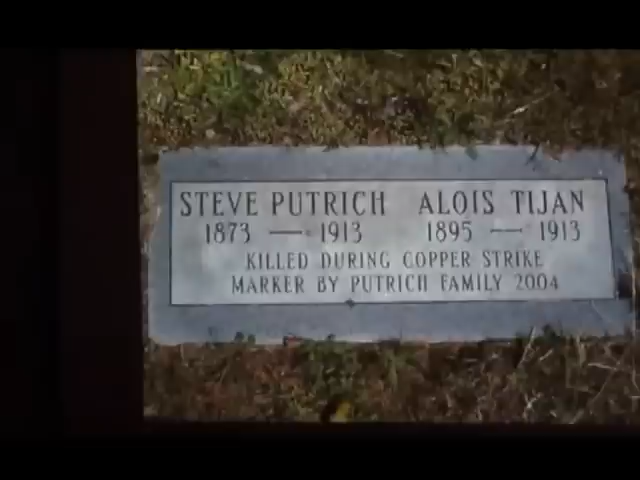 STEVE PUTRICH ALOIS TIJAN
1873 — 1913 1895 — 1913
KILLED DURING COPPER STRIKE
MARKER BY PUTRICH FAMILY 2004